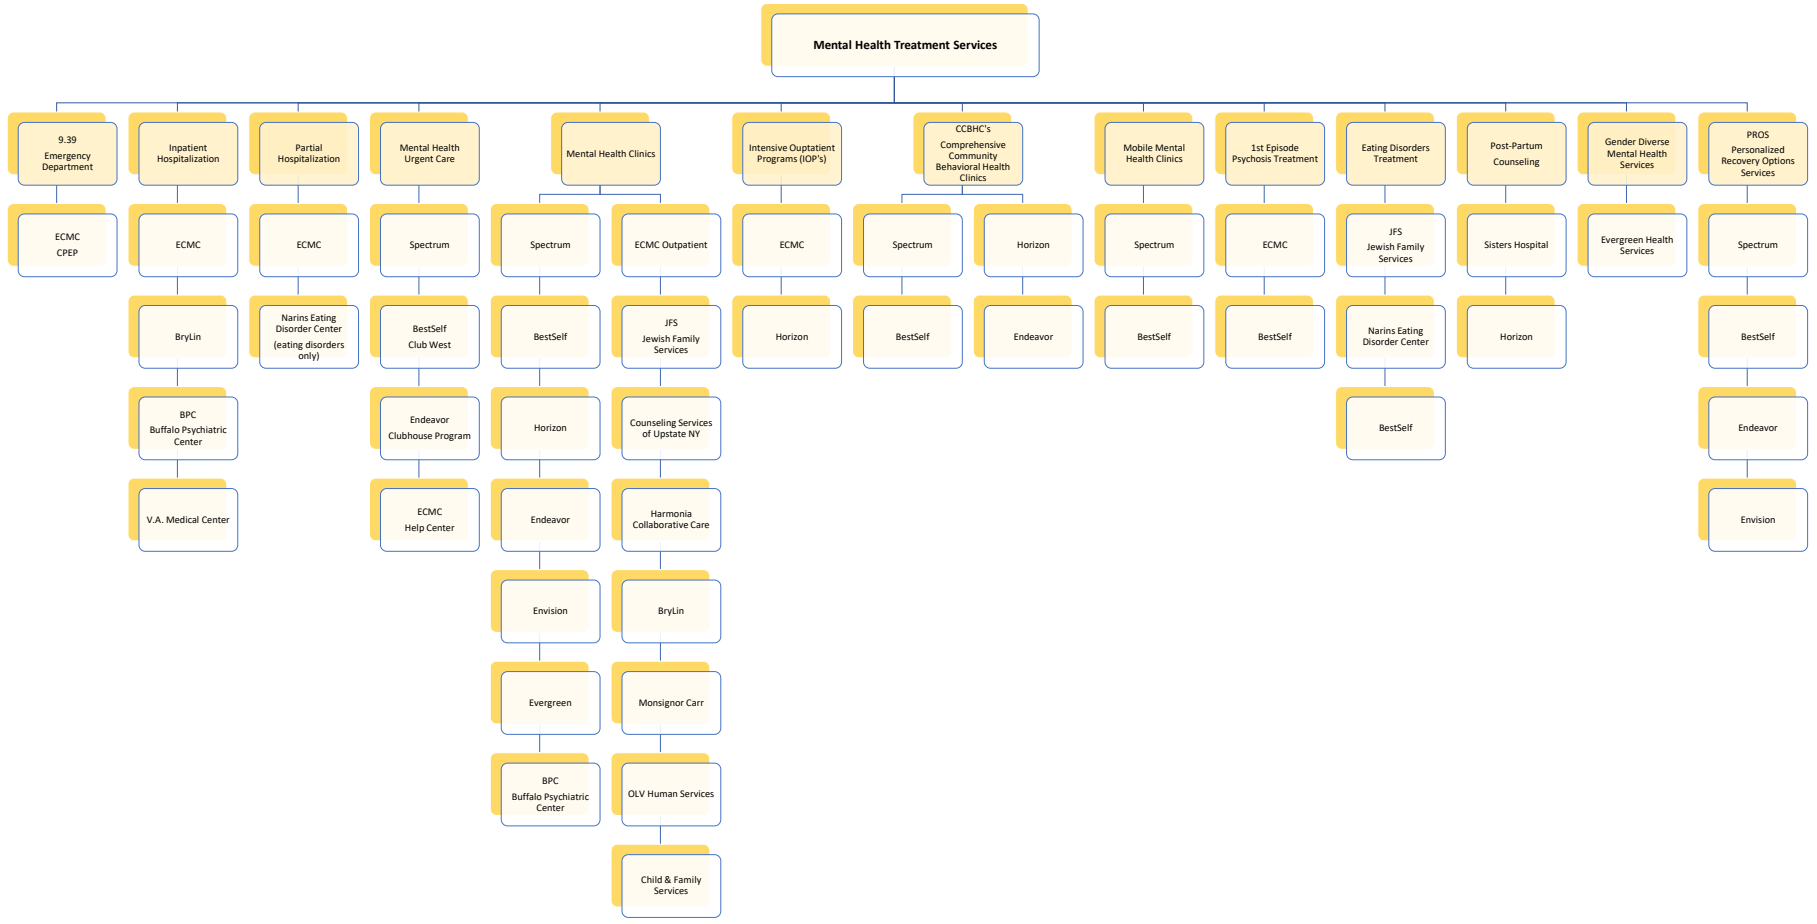 Mental Health Treatment Services
9.39
Emergency
Department
Inpatient
Hospitalization
Partial
Hospitalization
Mental Health
Urgent Care
Mental Health Clinics
Intensive Ouptatient
Programs (IOP's)
CCBHC's
Comprehensive
Community
Behavioral Health
Clinics
Mobile Mental
Health Clinics
1st Episode
Psychosis Treatment
Eating Disorders
Treatment
Post-Partum
Counseling
Gender Diverse
Mental Health
Services
PROS
Personalized
Recovery Options
Services
ECMC
CPEP
ECMC
BryLin
BPC
Buffalo Psychiatric
Center
V.A. Medical Center
ECMC
Narins Eating
Disorder Center
(eating disorders
only)
Spectrum
BestSelf
Club West
Endeavor
Clubhouse Program
ECMC
Help Center
Spectrum
BestSelf
Horizon
Endeavor
Envision
Evergreen
BPC
Buffalo Psychiatric
Center
ECMC Outpatient
JFS
Jewish Family
Services
Counseling Services
of Upstate NY
Harmonia
Collaborative Care
BryLin
Monsignor Carr
OLV Human Services
Child & Family
Services
ECMC
Horizon
Spectrum
BestSelf
Horizon
Endeavor
Spectrum
BestSelf
ECMC
BestSelf
JFS
Jewish Family
Services
Narins Eating
Disorder Center
BestSelf
Sisters Hospital
Horizon
Evergreen Health
Services
Spectrum
BestSelf
Endeavor
Envision